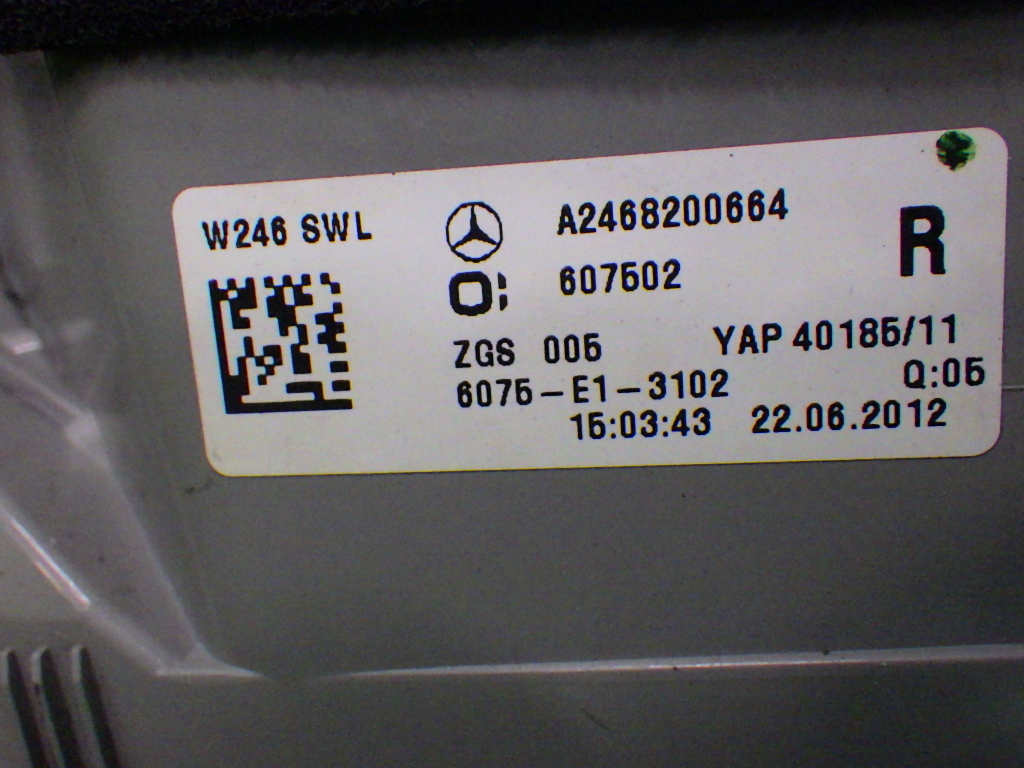 W246 SWL
A2468200664
R
607502
ZGS 005
YAP 40185/11
6075-E1-3102
Q:05
15:03:43 22.06.2012